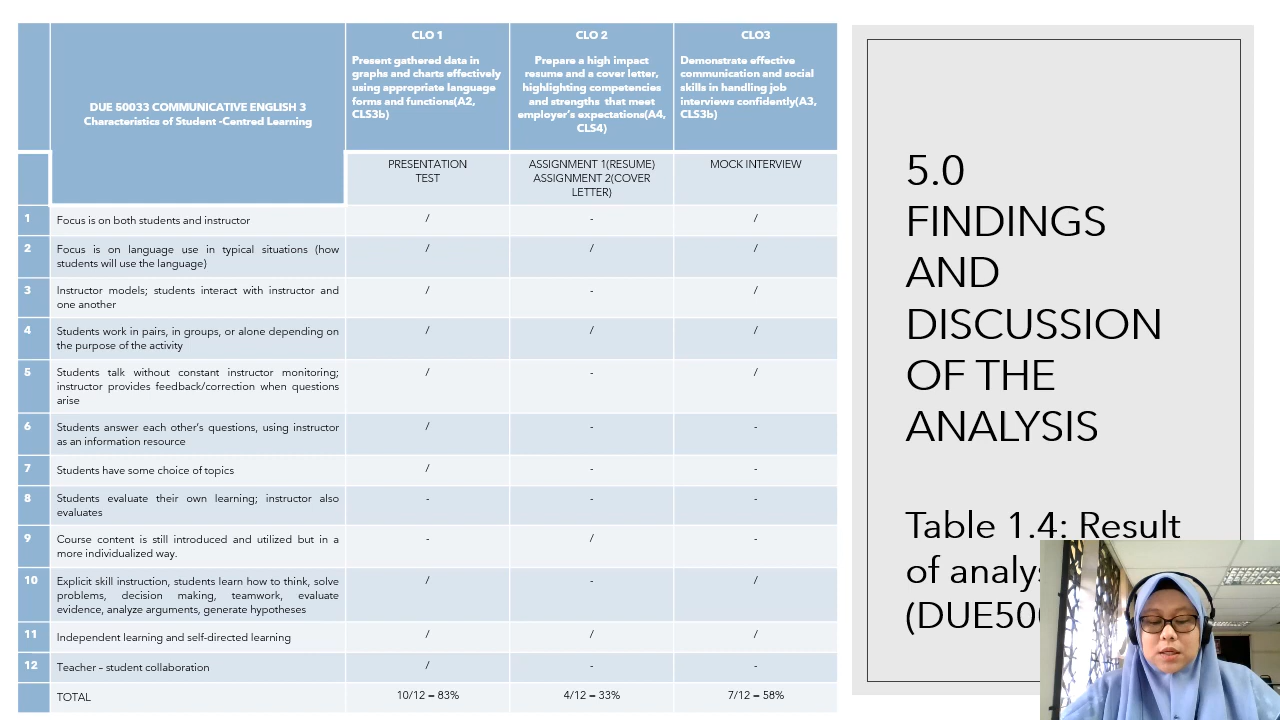 CLO 1
CLO 2
CLO3
DUE 50033 COMMUNICATIVE ENGLISH 3
Characteristics of Student -Centred Learning
Present gathered data in
graphs and charts effectively
using appropriate language
forms and functions(A2,
CLS3b)
Prepare a high impact
resume and a cover letter,
highlighting competencies
and strengths that meet
employer's expectations(A4,
CLS4)
Demonstrate effective
communication and social
skills in handling job
interviews confidently(A3,
CLS3b)
PRESENTATION
TEST
ASSIGNMENT 1(RESUME)
ASSIGNMENT 2(COVER
LETTER)
MOCK INTERVIEW
1 Focus is on both students and instructor / - /
2 Focus is on language use in typical situations (how / / /
students will use the language)
3 Instructor models; students interact with instructor and / - /
one another
4 Students work in pairs, in groups, or alone depending on / / /
the purpose of the activity
5 Students talk without constant instructor monitoring; / - /
instructor provides feedback/correction when questions
arise
6 Students answer each other's questions, using instructor / - -
as an information resource
7 Students have some choice of topics / - -
8 Students evaluate their own learning; instructor also - - -
evaluates
9 Course content is still introduced and utilized but in a - / -
more individualized way.
10 Explicit skill instruction, students learn how to think, solve / - /
problems, decision making, teamwork, evaluate
evidence, analyze arguments, generate hypotheses
11 Independent learning and self-directed learning / / /
12 Teacher – student collaboration / - -
TOTAL 10/12 = 83% 4/12 = 33% 7/12 = 58%
5.0
FINDINGS
AND
DISCUSSION
OF THE
ANALYSIS
Table 1.4: Result
of